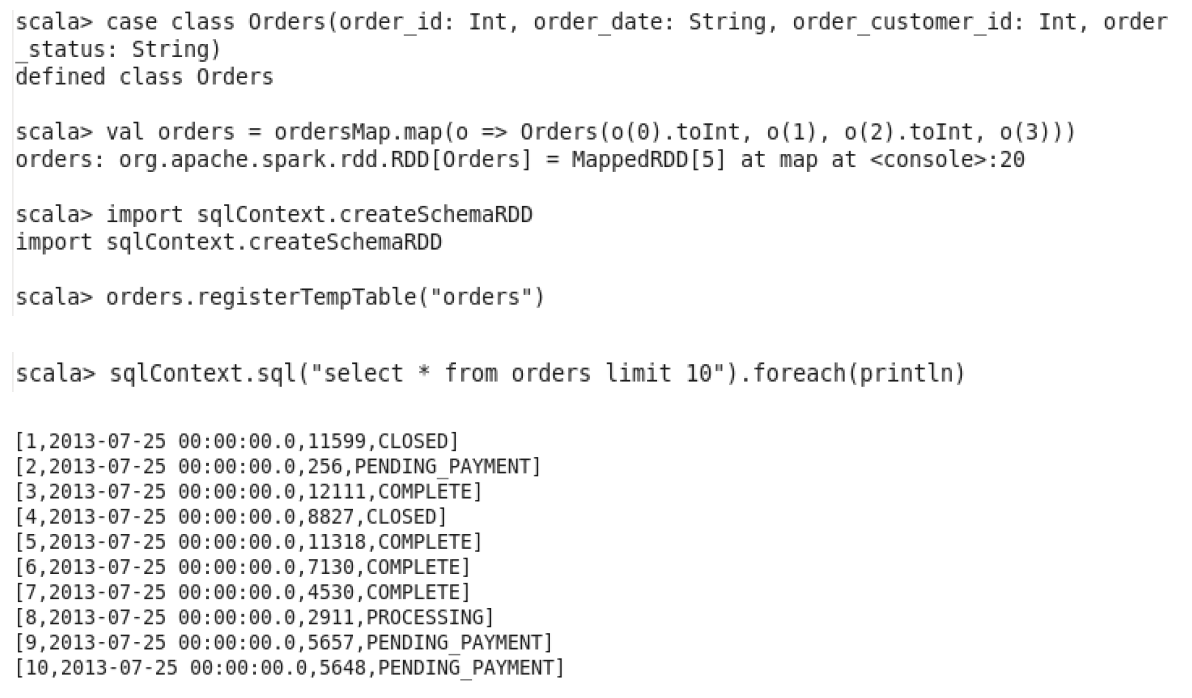 scala> case class Orders(order_id: Int, order_date: String, order_customer_id: Int, order
_status: String)
defined class Orders
scala> val orders = ordersMap.map(o => Orders(o(0).toInt, o(1), o(2).toInt, o(3)))
orders: org.apache.spark.rdd.RDD[Orders] = MappedRDD[5] at map at <console>:20
scala> import sqlContext.createSchemaRDD
import sqlContext.createSchemaRDD
scala> orders.registerTempTable("orders")
scala> sqlContext.sql("select * from orders limit 10").foreach(println)
[1,2013-07-25 00:00:00.0,11599,CLOSED]
[2,2013-07-25 00:00:00.0,256,PENDING_PAYMENT]
[3,2013-07-25 00:00:00.0,12111,COMPLETE]
[4,2013-07-25 00:00:00.0,8827,CLOSED]
[5,2013-07-25 00:00:00.0,11318,COMPLETE]
[6,2013-07-25 00:00:00.0,7130,COMPLETE]
[7,2013-07-25 00:00:00.0,4530,COMPLETE]
[8,2013-07-25 00:00:00.0,2911,PROCESSING]
[9,2013-07-25 00:00:00.0,5657,PENDING_PAYMENT]
[10,2013-07-25 00:00:00.0,5648,PENDING_PAYMENT]